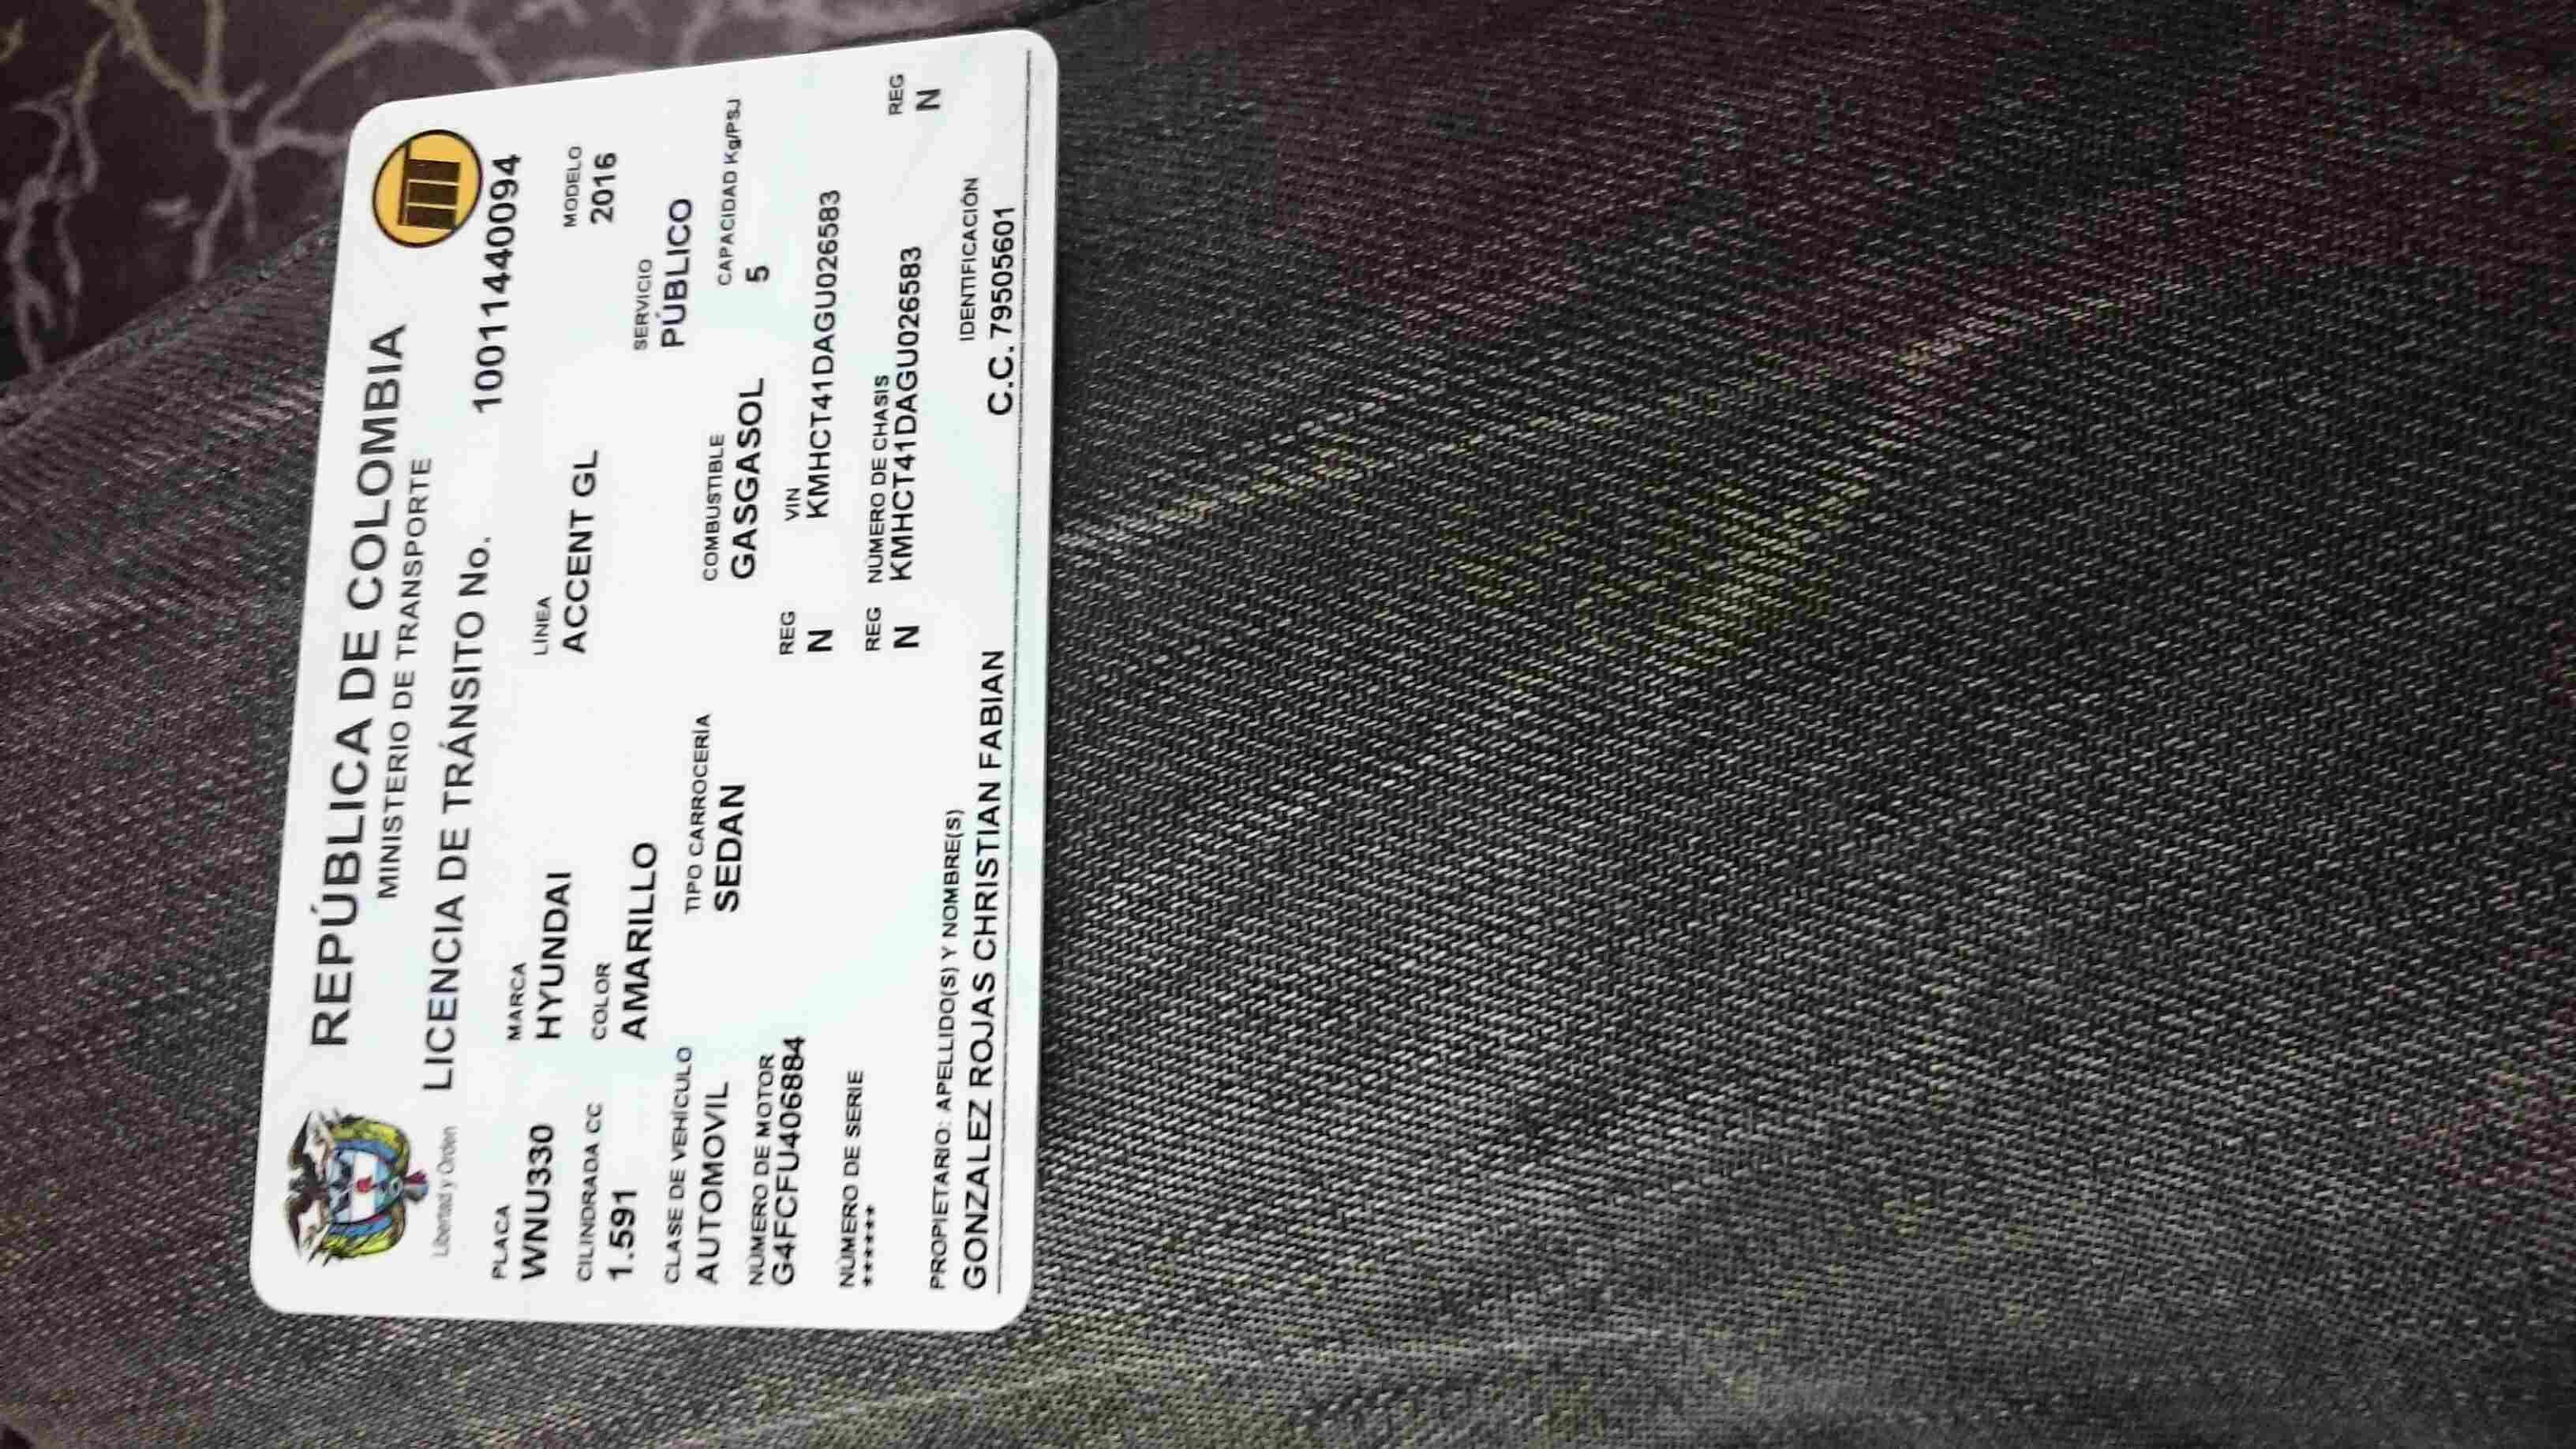 REPÚBLICA DE COLOMBIA
MINISTERIO DE TRANSPORTE
Libertad y Orden
LICENCIA DE TRÁNSITO No. 10011440094
PLACA MARCA LÍNEA MODELO
WNU330 HYUNDAI ACCENT GL 2016
CILINDRADA CC COLOR SERVICIO
1.591 AMARILLO PÚBLICO
CLASE DE VEHÍCULO TIPO CARROCERÍA COMBUSTIBLE CAPACIDAD Kg/PSJ
AUTOMOVIL SEDAN GASGASOL 5
NÚMERO DE MOTOR REG VIN
G4FCFU406884 N KMHCT41DAGU026583
NÚMERO DE SERIE REG NÚMERO DE CHASIS REG
******* N KMHCT41DAGU026583 N
PROPIETARIO: APELLIDO(S) Y NOMBRE(S) IDENTIFICACIÓN
GONZALEZ ROJAS CHRISTIAN FABIAN C.C. 79505601